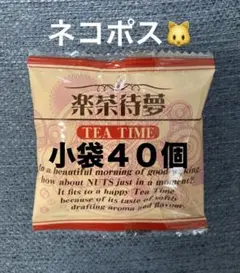 ネコポス🐱
楽茶待夢
TEA TIME
小袋40個
a beautiful morning of good
how about NUTS just in a moment?
It fits to a happy Tea Time
because of its taste of softly
drafting aroma and flavour.